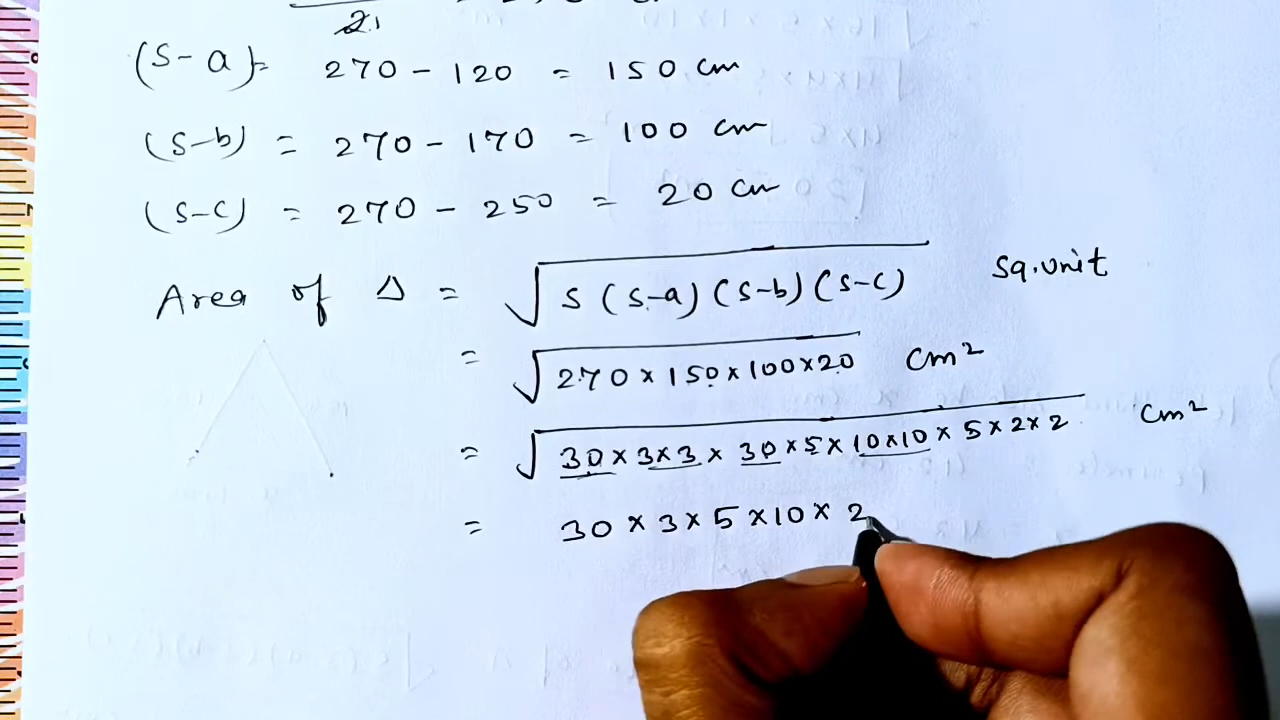 2
(s-a) = 270 - 120 = 150 cm
(s-b) = 270 - 170 = 100 cm
(s-c) = 270 - 250 = 20 cm
Area of Δ = √s(s-a)(s-b)(s-c) sq.unit
= √270×150×100×20 cm²
= √30×3×3×30×5×10×10×5×2×2 cm²
= 30×3×5×10×2